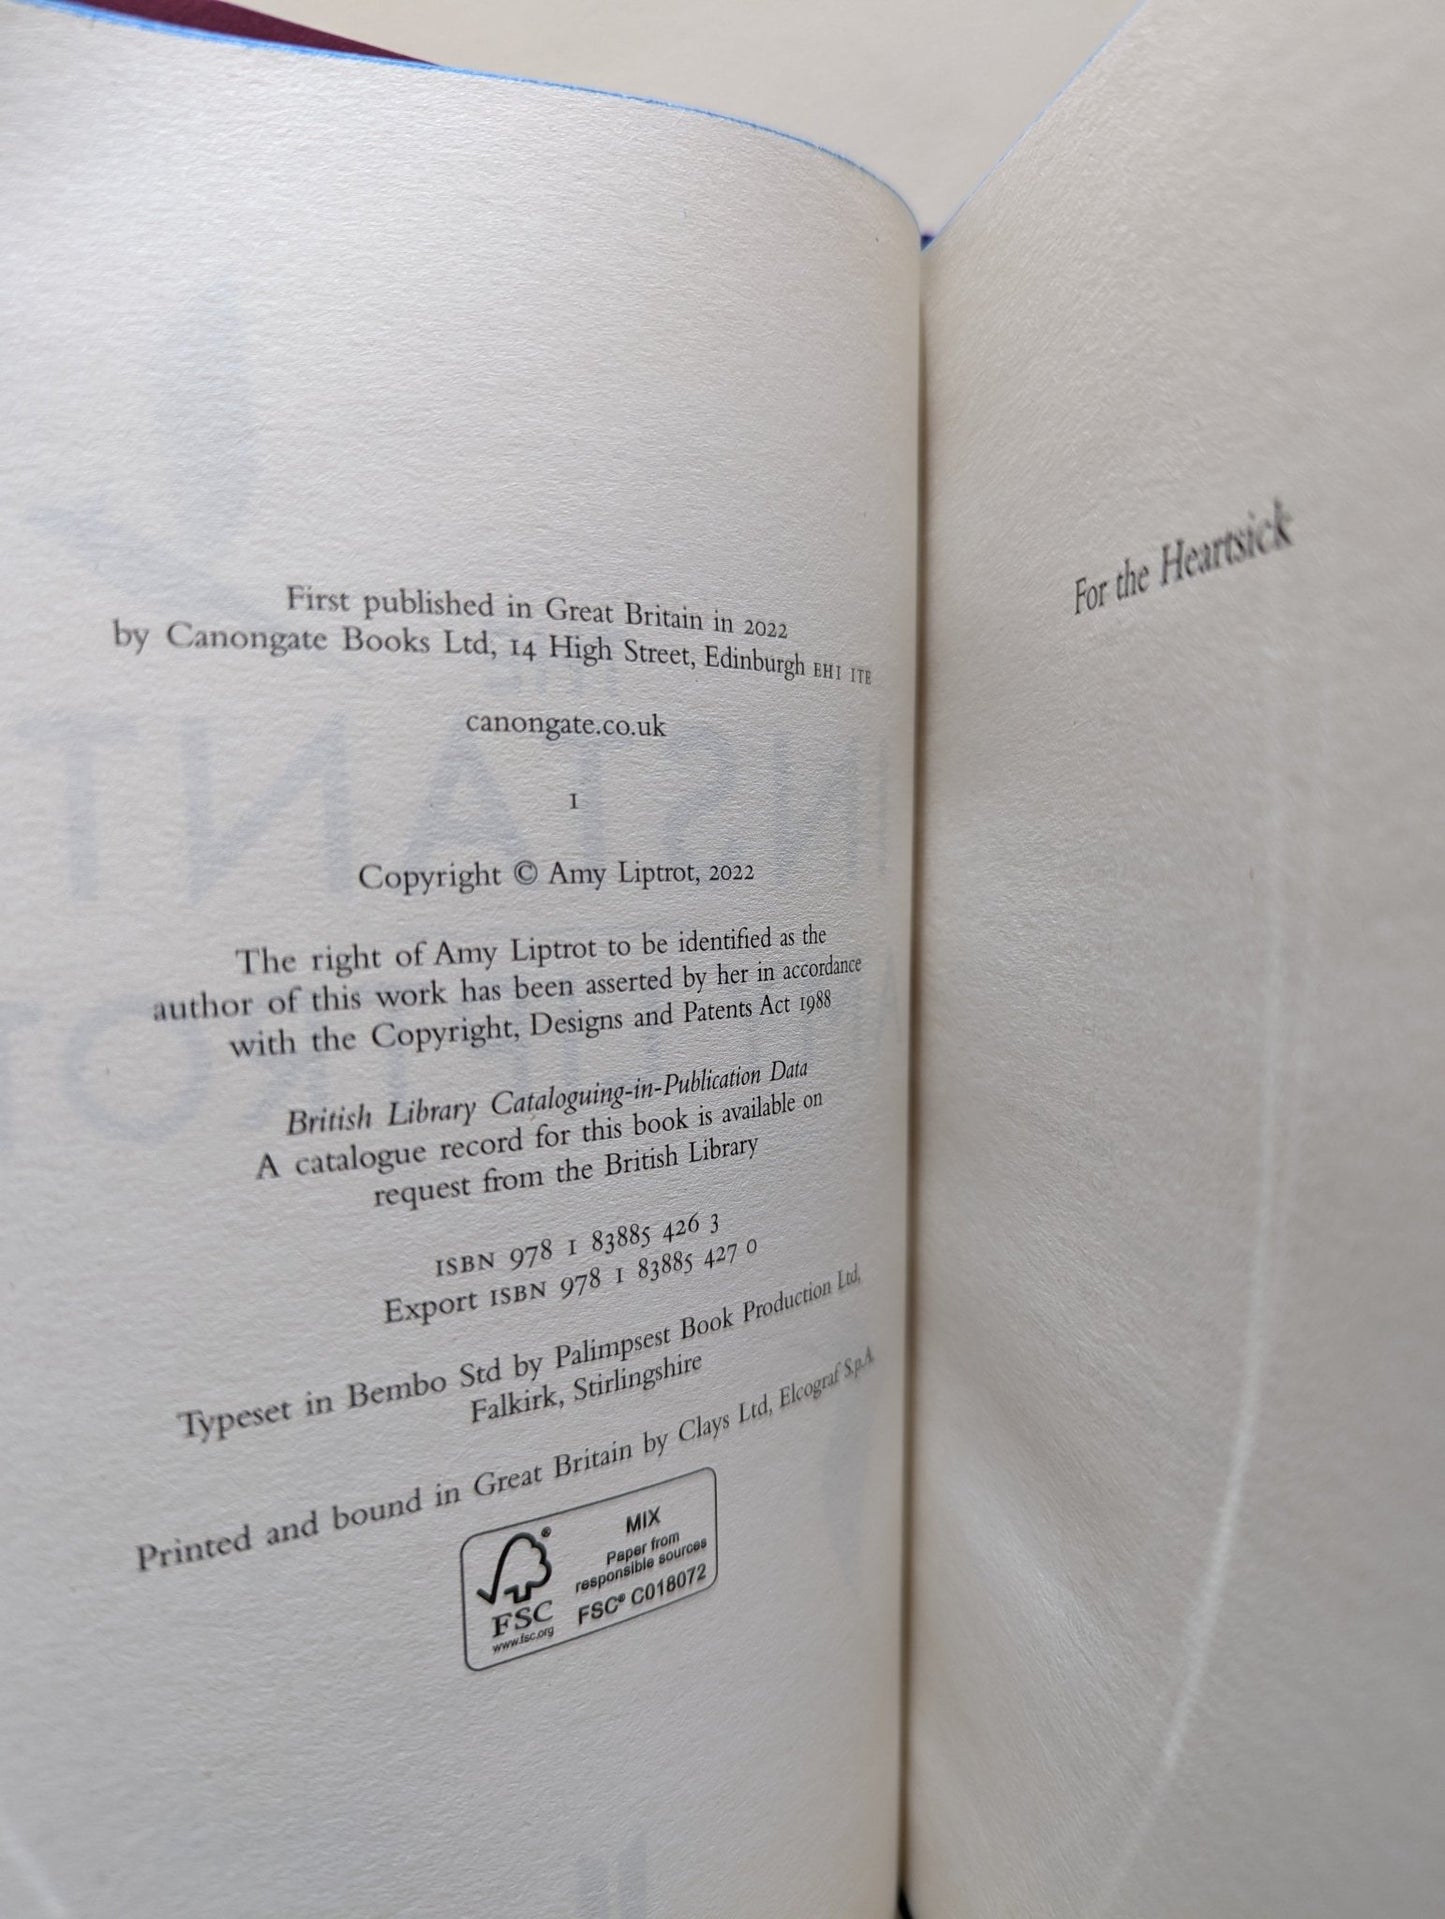 First published in Great Britain in 2022
by Canongate Books Ltd, 14 High Street, Edinburgh EH1 1TE
canongate.co.uk
1
Copyright © Amy Liptrot, 2022
The right of Amy Liptrot to be identified as the
author of this work has been asserted by her in accordance
with the Copyright, Designs and Patents Act 1988
British Library Cataloguing-in-Publication Data
A catalogue record for this book is available on
request from the British Library
ISBN 978 1 83885 426 3
Export ISBN 978 1 83885 427 0
Typeset in Bembo Std by Palimpsest Book Production Ltd,
Falkirk, Stirlingshire
Printed and bound in Great Britain by Clays Ltd, Elcograf S.p.A.
FSC®
www.fsc.org
MIX
Paper from
responsible sources
FSC® C018072
For the Heartsick